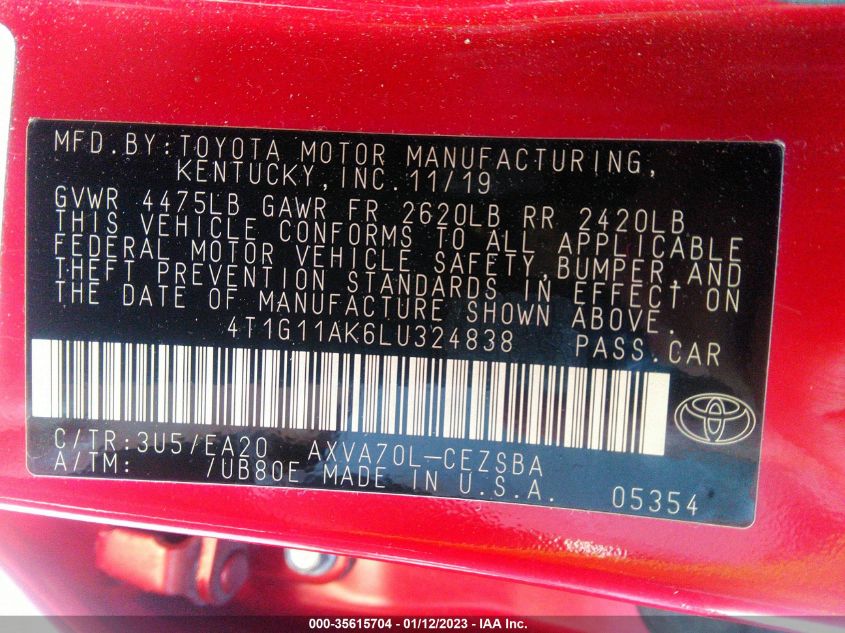 MFD.BY:TOYOTA MOTOR MANUFACTURING,
KENTUCKY,INC.11/19
GVWR 4475LB GAWR FR 2620LB RR 2420LB
THIS VEHICLE CONFORMS TO ALL APPLICABLE
FEDERAL MOTOR VEHICLE SAFETY,BUMPER,AND
THEFT PREVENTION STANDARDS IN EFFECT ON
THE DATE OF MANUFACTURE SHOWN ABOVE.
4T1G11AK6LU324838 PASS.CAR
C/TR:3U5/EA20 AXVA70L-CEZSBA
A/TM: /UB80E MADE IN U.S.A. 05354
000-35615704 - 01/12/2023 - IAA Inc.